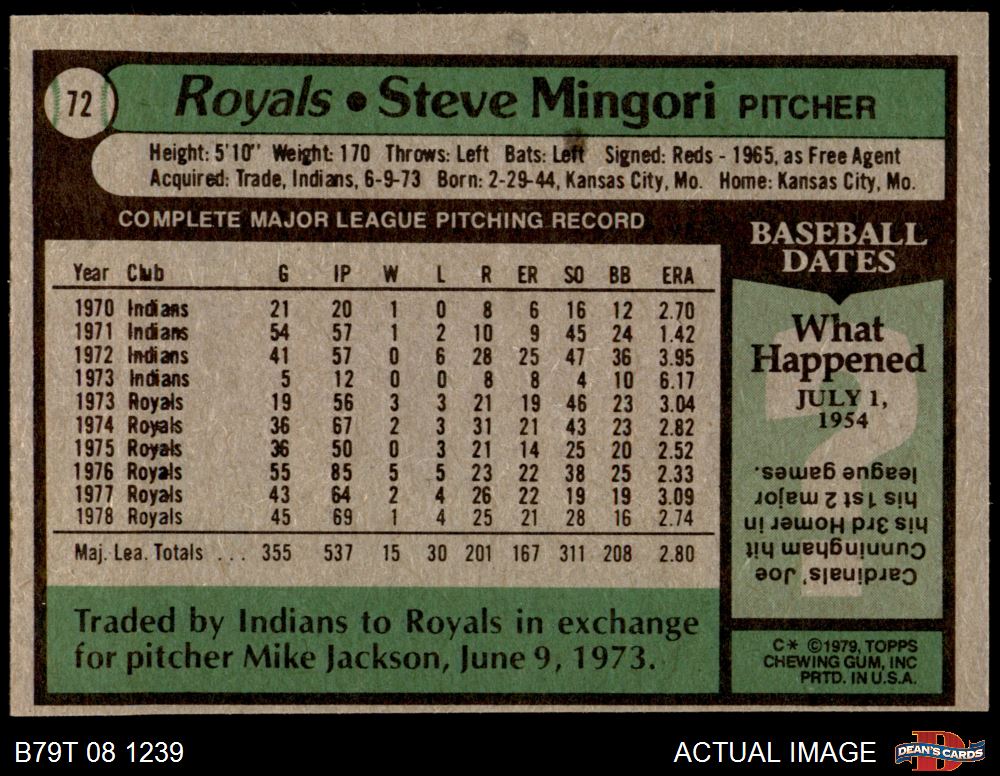 72
Royals • Steve Mingori PITCHER
Height: 5'10" Weight: 170 Throws: Left Bats: Left Signed: Reds - 1965, as Free Agent
Acquired: Trade, Indians, 6-9-73 Born: 2-29-44, Kansas City, Mo. Home: Kansas City, Mo.
COMPLETE MAJOR LEAGUE PITCHING RECORD
Year Club G IP W L R ER SO BB ERA
1970 Indians 21 20 1 0 8 6 16 12 2.70
1971 Indians 54 57 1 2 10 9 45 24 1.42
1972 Indians 41 57 0 6 28 25 47 36 3.95
1973 Indians 5 12 0 0 8 8 4 10 6.17
1973 Royals 19 56 3 3 21 19 46 23 3.04
1974 Royals 36 67 2 3 31 21 43 23 2.82
1975 Royals 36 50 0 3 21 14 25 20 2.52
1976 Royals 55 85 5 5 23 22 38 25 2.33
1977 Royals 43 64 2 4 26 22 19 19 3.09
1978 Royals 45 69 1 4 25 21 28 16 2.74
Maj. Lea. Totals ... 355 537 15 30 201 167 311 208 2.80
Traded by Indians to Royals in exchange
for pitcher Mike Jackson, June 9, 1973.
BASEBALL
DATES
What
Happened
JULY 1,
1954
Cardinals' Joe
Cunningham hit
his 3rd Homer in
his 1st 2 major
league games.
C* ©1979, TOPPS
CHEWING GUM, INC
PRTD. IN U.S.A.
B79T 08 1239
ACTUAL IMAGE
D
DEAN'S CARDS